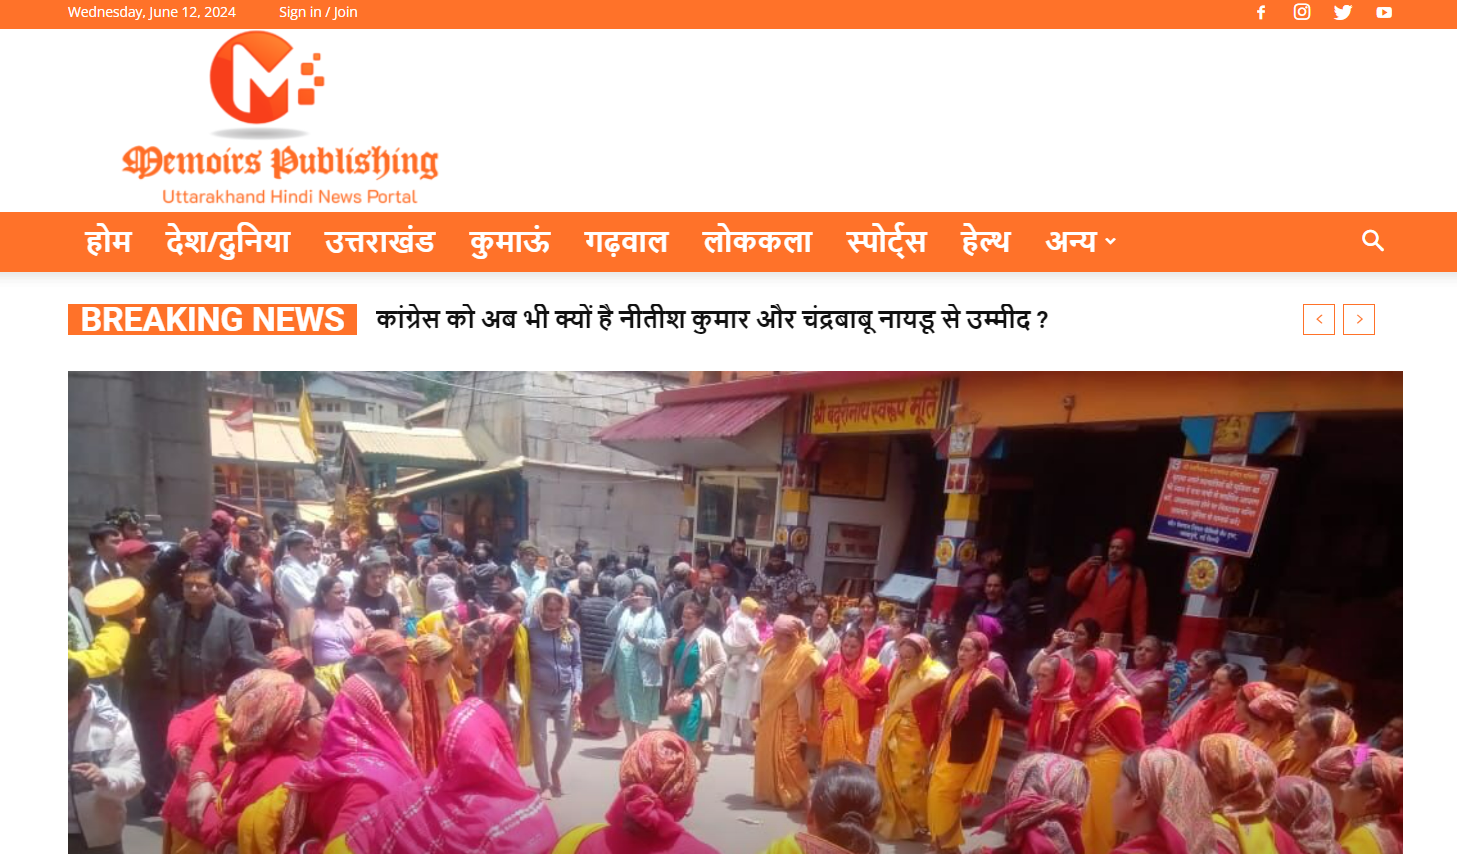 Wednesday, June 12, 2024 Sign in / Join
Memoirs Publishing
Uttarakhand Hindi News Portal
होम देश/दुनिया उत्तराखंड कुमाऊं गढ़वाल लोककला स्पोर्ट्स हेल्थ अन्य
BREAKING NEWS कांग्रेस को अब भी क्यों है नीतीश कुमार और चंद्रबाबू नायडू से उम्मीद ?
श्री बद्रीनाथ स्वरूप मूर्ति